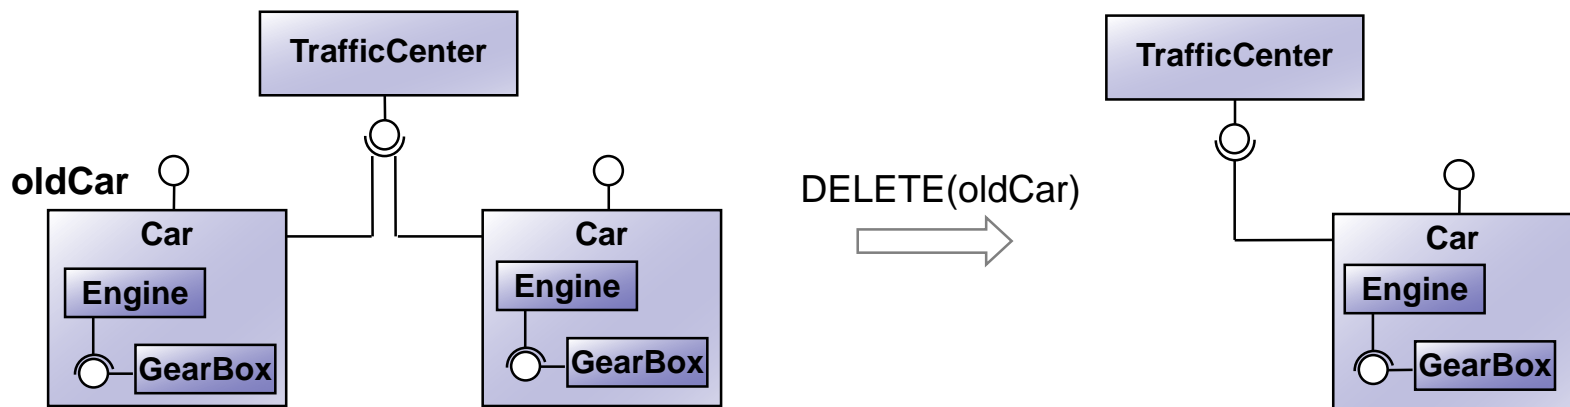 TrafficCenter
oldCar
Car
Engine
GearBox
Car
Engine
GearBox
DELETE(oldCar)
TrafficCenter
Car
Engine
GearBox